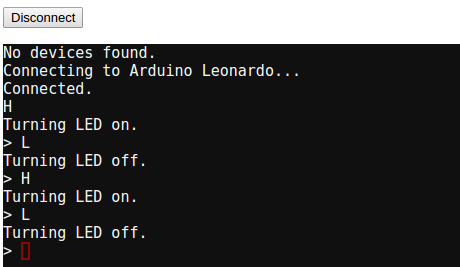 Disconnect
No devices found.
Connecting to Arduino Leonardo...
Connected.
H
Turning LED on.
> L
Turning LED off.
> H
Turning LED on.
> L
Turning LED off.
>